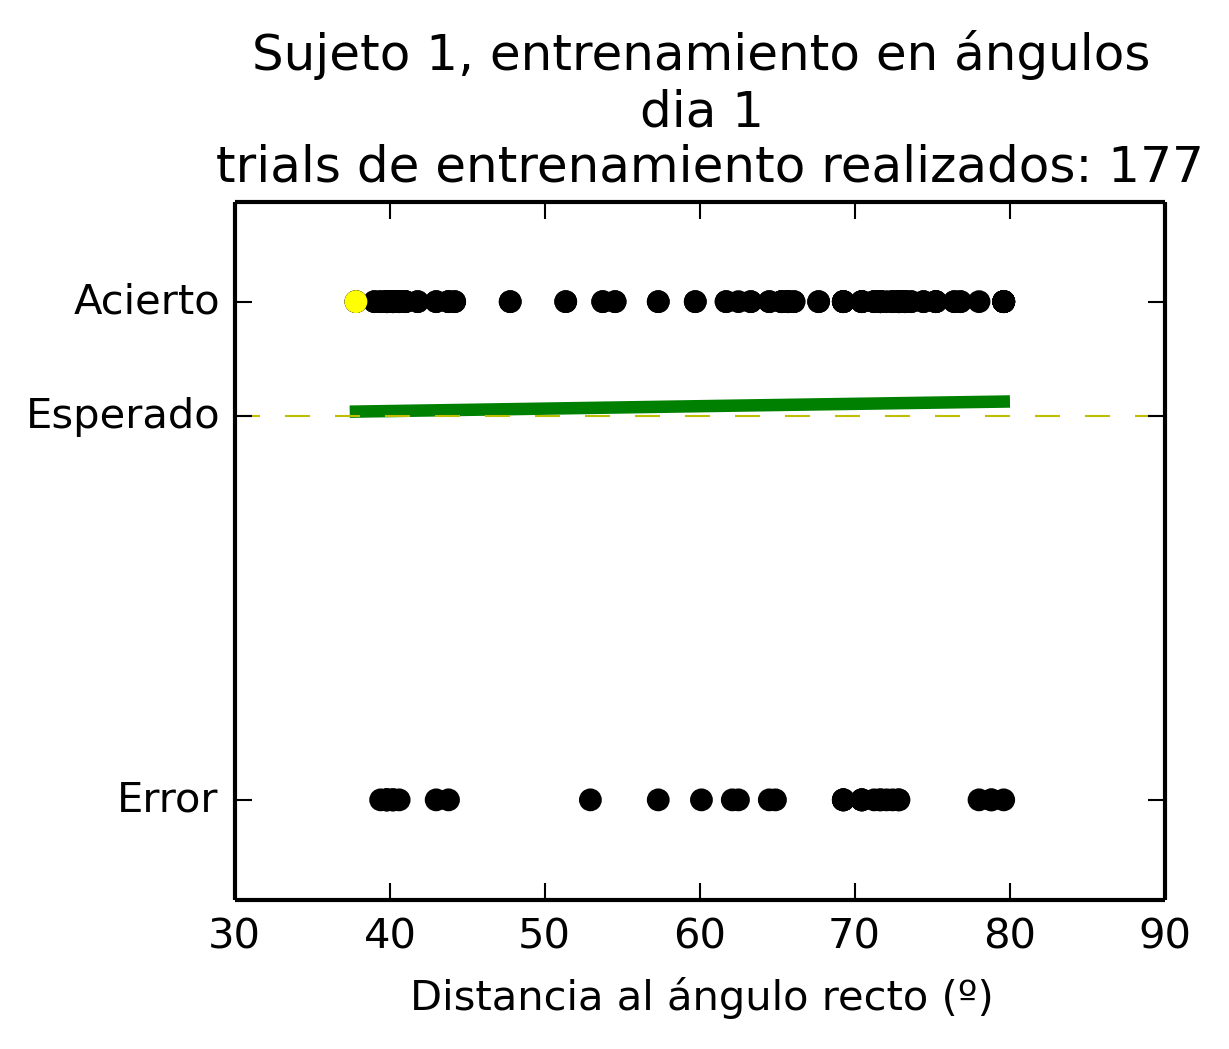 Sujeto 1, entrenamiento en ángulos
dia 1
trials de entrenamiento realizados: 177
Acierto
Esperado
Error
30 40 50 60 70 80 90
Distancia al ángulo recto (º)